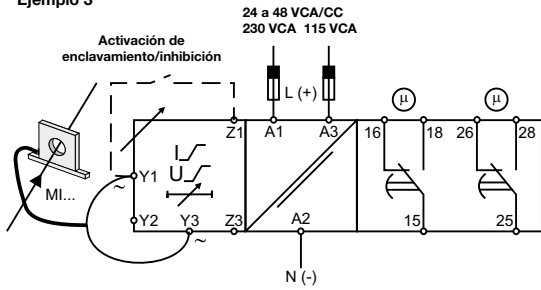 Ejemplo 3
24 a 48 VCA/CC
230 VCA 115 VCA
Activación de
enclavamiento/inhibición
L (+)
µ
µ
Z1
A1
A3
16
18
26
28
I
U
Y1
~
MI...
Y2
Y3
~
Z3
A2
15
25
N (-)